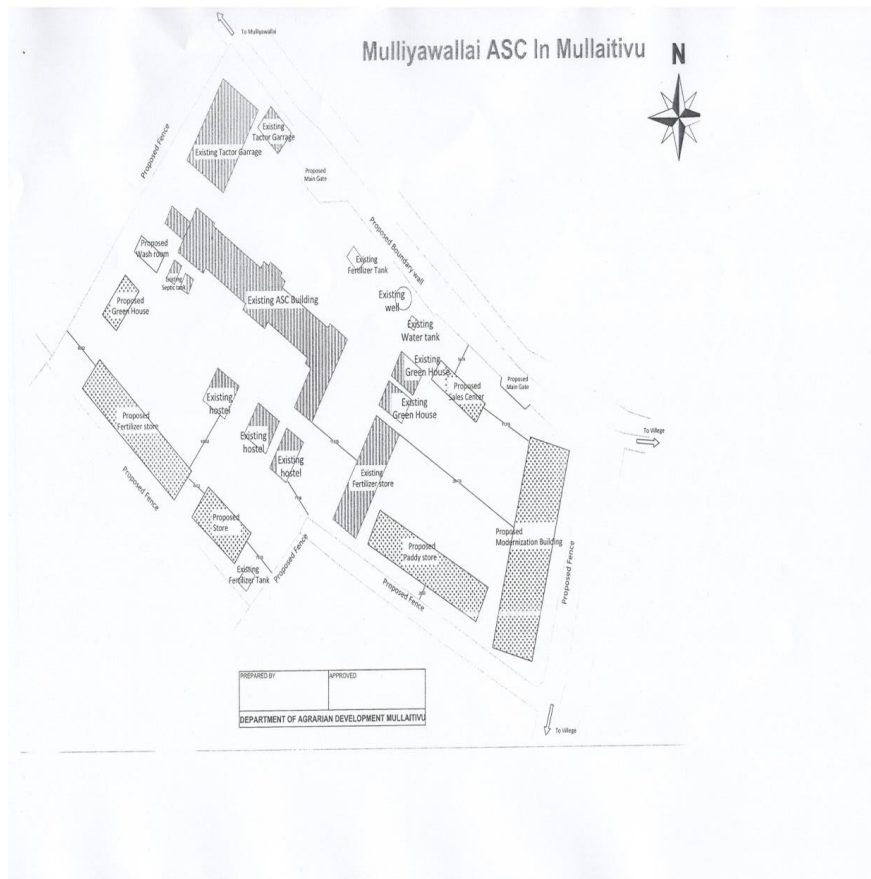 To Mulliyawallai
Mulliyawallai ASC In Mullaitivu
N
Proposed Fence
Existing
Tactor Garrage
Existing Tactor Garrage
Proposed
Main Gate
Proposed Boundary wall
Proposed
Wash room
Existing
Septic tank
Existing
Fertilizer Tank
Proposed
Green House
Existing ASC Building
Existing
well
Existing
Water tank
Existing
Green House
Proposed
Sales Center
Proposed
Main Gate
Existing
hostel
Existing
Green House
Proposed
Fertilizer store
To Villege
Existing
hostel
Existing
hostel
Existing
Fertilizer store
Proposed Fence
Proposed
Store
Proposed
Modernization Building
Proposed
Paddy store
Existing
Fertilizer Tank
Proposed Fence
Proposed Fence
Proposed Fence
PREPARED BY
APPROVED
DEPARTMENT OF AGRARIAN DEVELOPMENT MULLAITIVU
To Villege